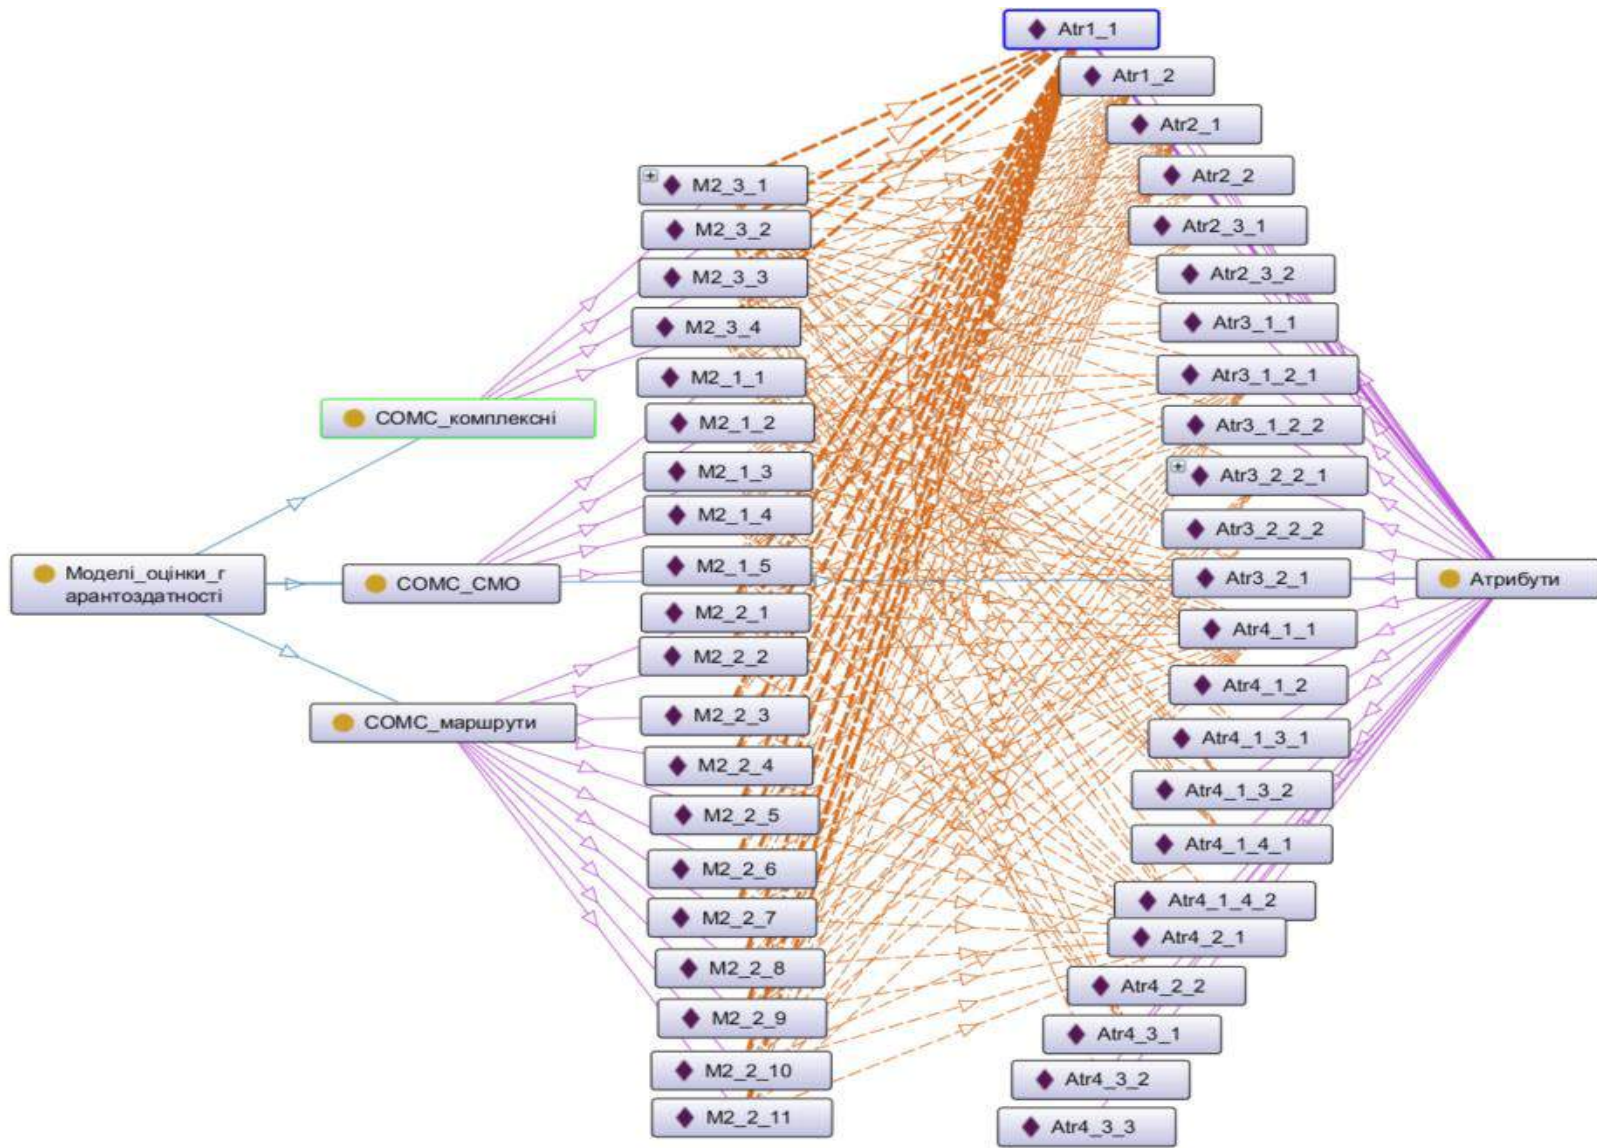 Моделі_оцінки_г
арантоздатності
СОМС_комплексні
СОМС_СМО
СОМС_маршрути
M2_3_1
M2_3_2
M2_3_3
M2_3_4
M2_1_1
M2_1_2
M2_1_3
M2_1_4
M2_1_5
M2_2_1
M2_2_2
M2_2_3
M2_2_4
M2_2_5
M2_2_6
M2_2_7
M2_2_8
M2_2_9
M2_2_10
M2_2_11
Atr1_1
Atr1_2
Atr2_1
Atr2_2
Atr2_3_1
Atr2_3_2
Atr3_1_1
Atr3_1_2_1
Atr3_1_2_2
Atr3_2_2_1
Atr3_2_2_2
Atr3_2_1
Atr4_1_1
Atr4_1_2
Atr4_1_3_1
Atr4_1_3_2
Atr4_1_4_1
Atr4_1_4_2
Atr4_2_1
Atr4_2_2
Atr4_3_1
Atr4_3_2
Atr4_3_3
Атрибути